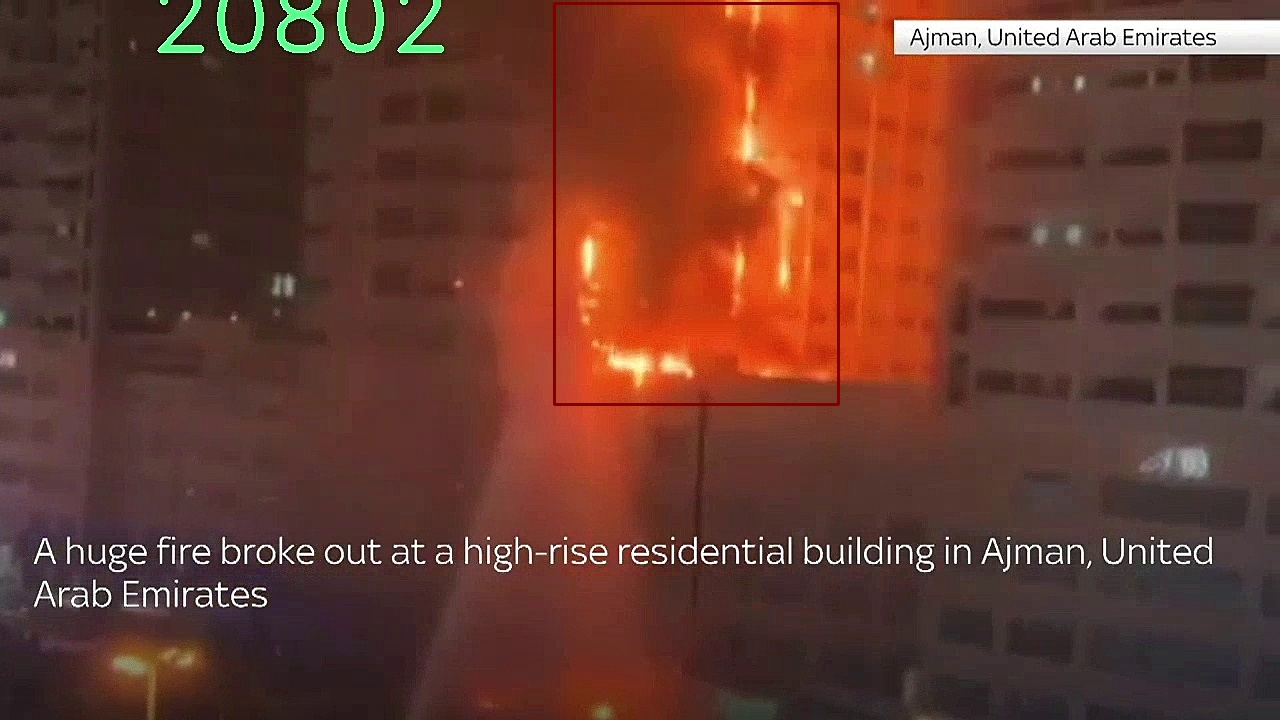 20802
Ajman, United Arab Emirates
A huge fire broke out at a high-rise residential building in Ajman, United
Arab Emirates